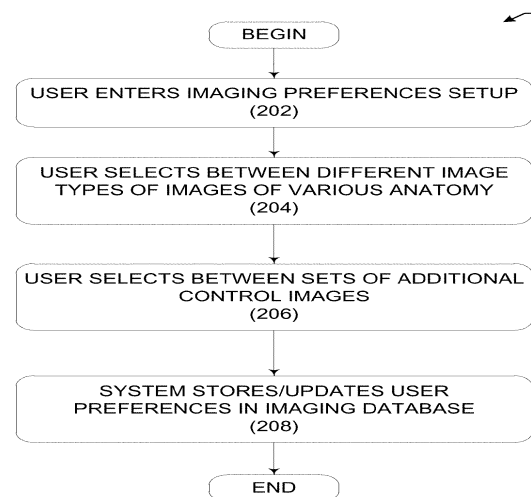 BEGIN
USER ENTERS IMAGING PREFERENCES SETUP
(202)
USER SELECTS BETWEEN DIFFERENT IMAGE
TYPES OF IMAGES OF VARIOUS ANATOMY
(204)
USER SELECTS BETWEEN SETS OF ADDITIONAL
CONTROL IMAGES
(206)
SYSTEM STORES/UPDATES USER
PREFERENCES IN IMAGING DATABASE
(208)
END